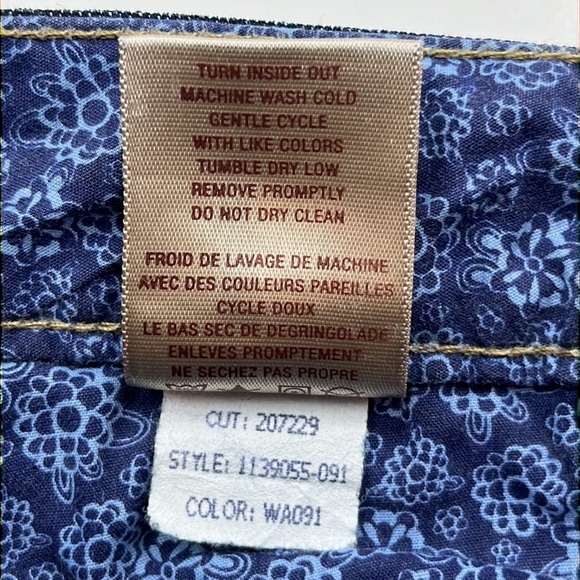 TURN INSIDE OUT
MACHINE WASH COLD
GENTLE CYCLE
WITH LIKE COLORS
TUMBLE DRY LOW
REMOVE PROMPTLY
DO NOT DRY CLEAN
FROID DE LAVAGE DE MACHINE
AVEC DES COULEURS PAREILLES
CYCLE DOUX
LE BAS SEC DE DEGRINGOLADE
ENLEVES PROMPTEMENT
NE SECHEZ PAS PROPRE
CUT: 207229
STYLE: 1139055-091
COLOR: WA091